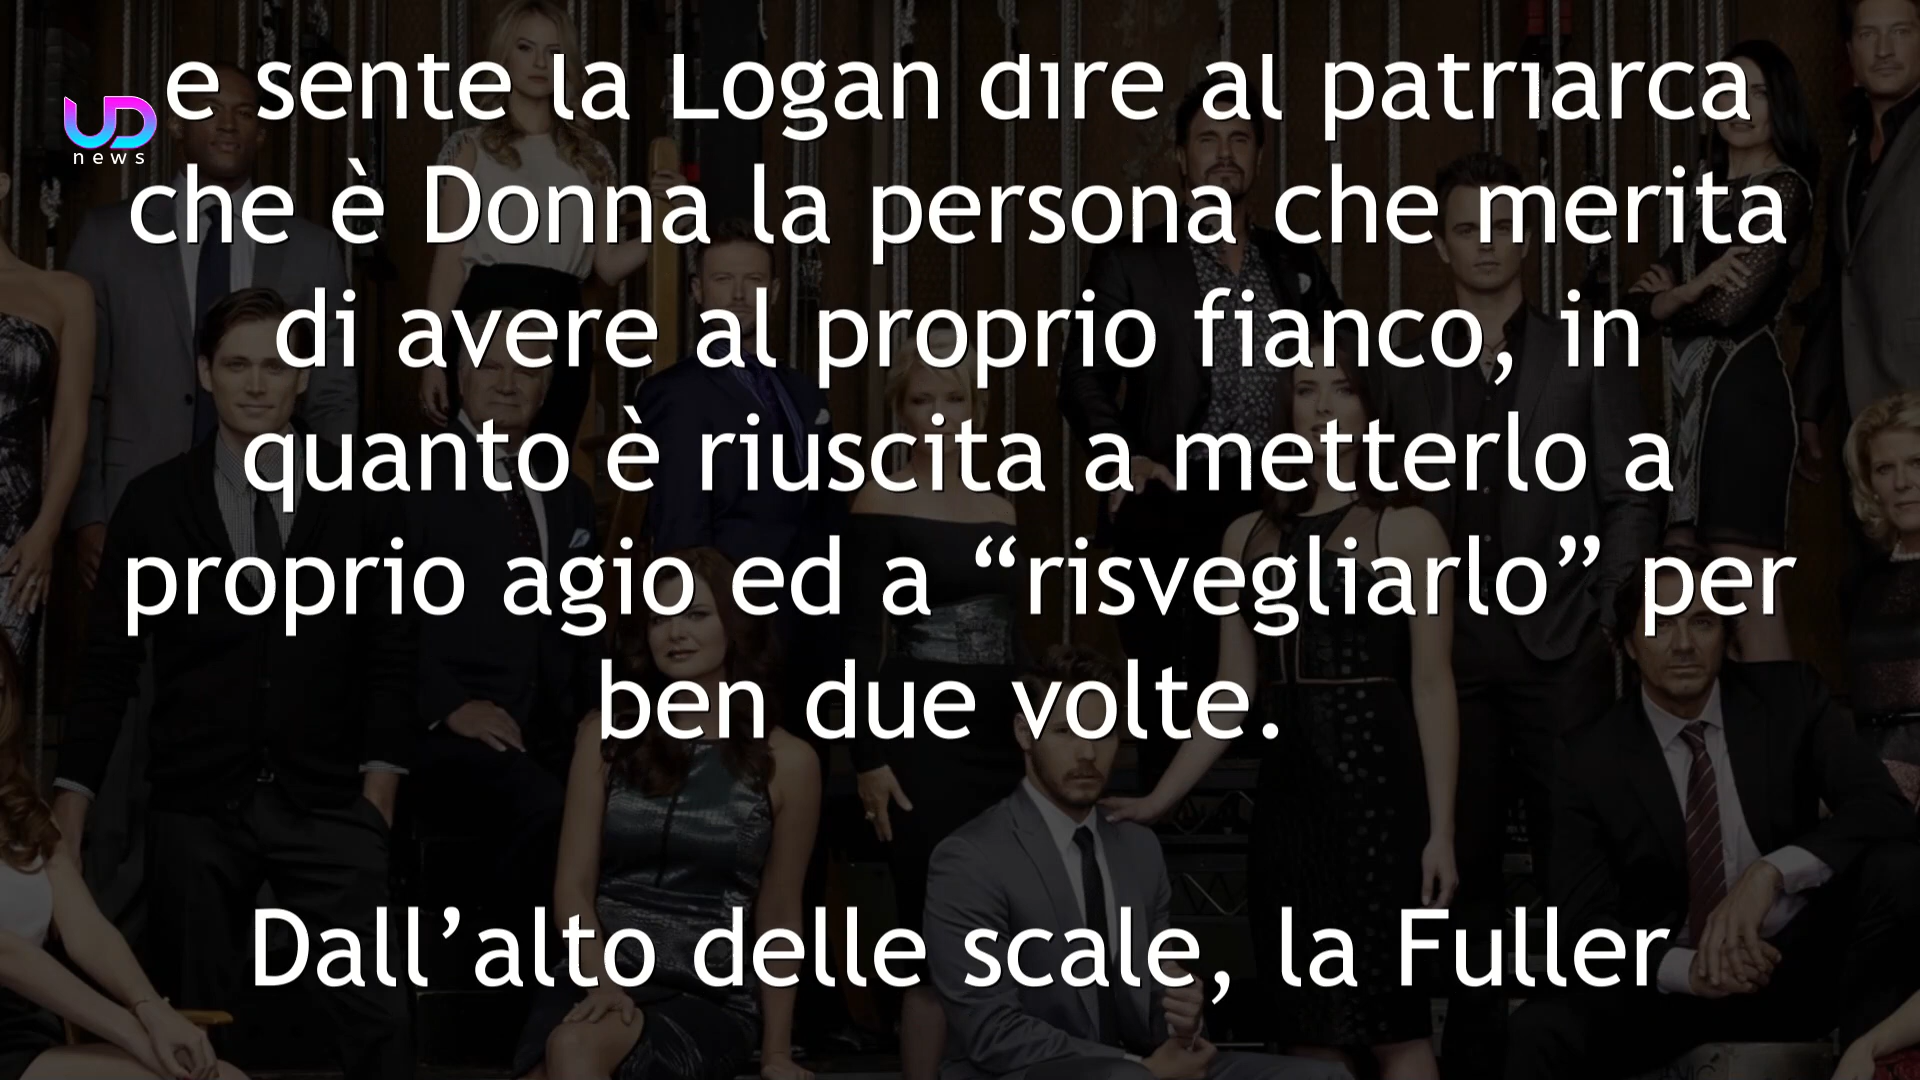 UD
news
e sente la Logan dire al patriarca
che è Donna la persona che merita
di avere al proprio fianco, in
quanto è riuscita a metterlo a
proprio agio ed a “risvegliarlo” per
ben due volte.
Dall’alto delle scale, la Fuller